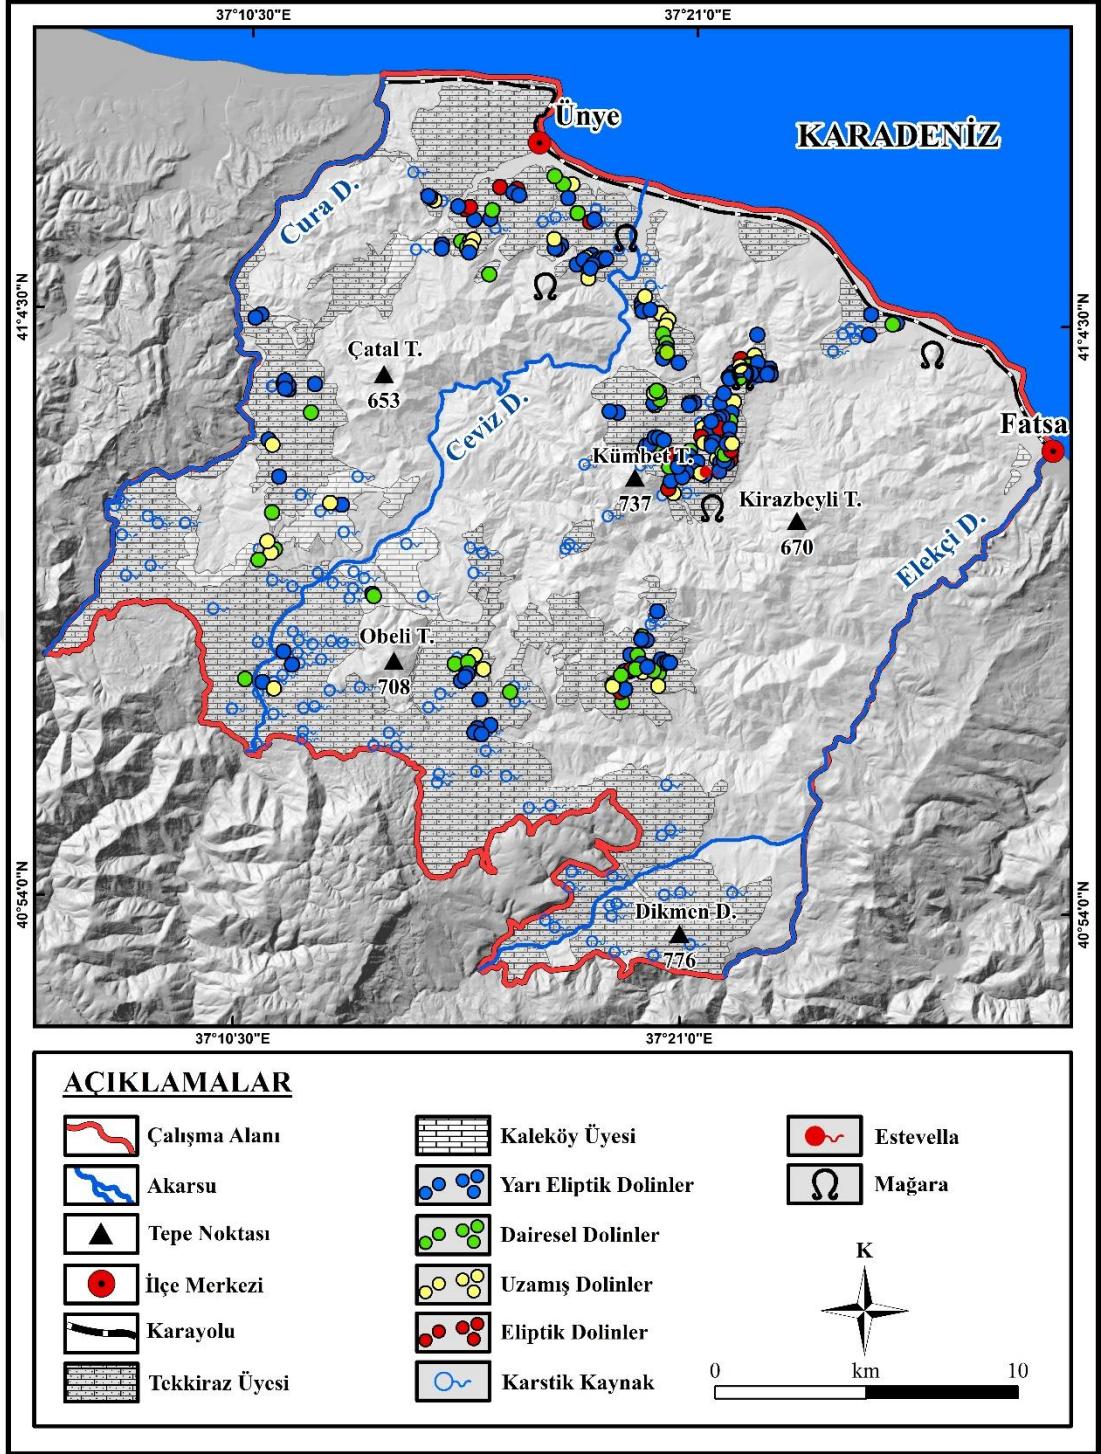 37°10'30"E
37°21'0"E
Ünye
KARADENİZ
Cura D.
41°4'30"N
41°4'30"N
Çatal T.
653
Ceviz D.
Fatsa
Kümbet T.
737
Kirazbeyli T.
670
Elekçi D.
Obeli T.
708
40°54'0"N
40°54'0"N
Dikmen D.
776
37°10'30"E
37°21'0"E
AÇIKLAMALAR
Çalışma Alanı
Akarsu
Tepe Noktası
İlçe Merkezi
Karayolu
Tekkiraz Üyesi
Kaleköy Üyesi
Yarı Eliptik Dolinler
Dairesel Dolinler
Uzamış Dolinler
Eliptik Dolinler
Karstik Kaynak
Estevella
Mağara
K
0 km 10